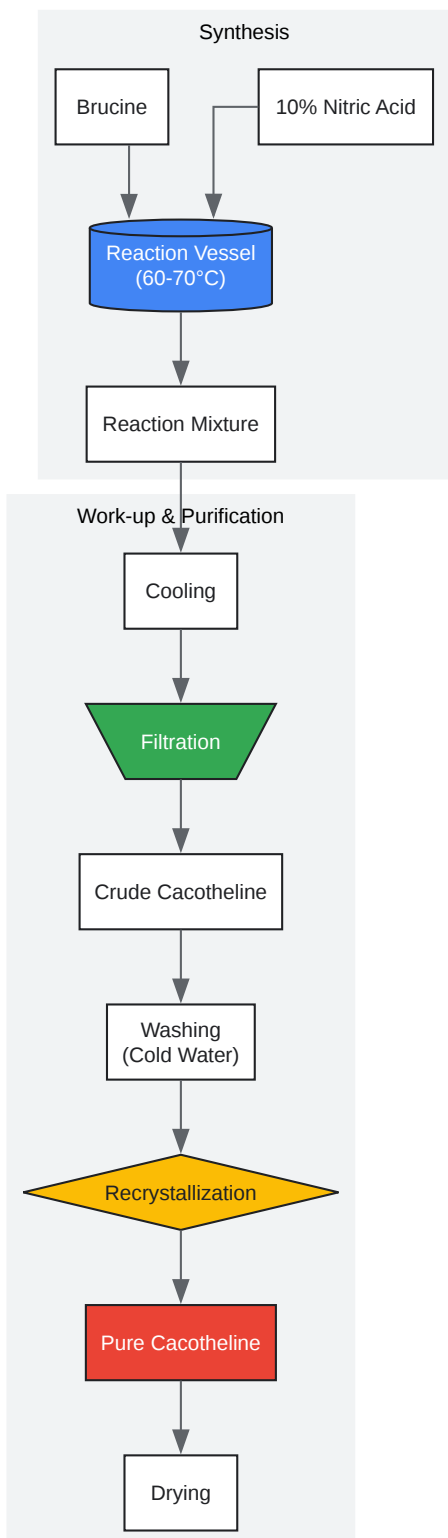 Synthesis
Brucine
10% Nitric Acid
Reaction Vessel
(60-70°C)
Reaction Mixture
Work-up & Purification
Cooling
Filtration
Crude Cacotheline
Washing
(Cold Water)
Recrystallization
Pure Cacotheline
Drying